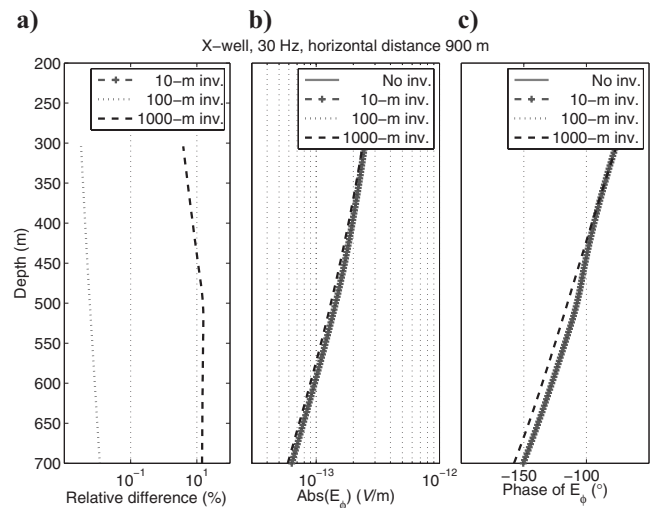 a)
b)
c)
X-well, 30 Hz, horizontal distance 900 m
200
250
300
350
400
450
500
550
600
650
700
Depth (m)
10-m inv.
100-m inv.
1000-m inv.
10⁻¹
10¹
Relative difference (%)
No inv.
10-m inv.
100-m inv.
1000-m inv.
10⁻¹³
10⁻¹²
Abs(E_ϕ) (V/m)
No inv.
10-m inv.
100-m inv.
1000-m inv.
−150
−100
Phase of E_ϕ (°)